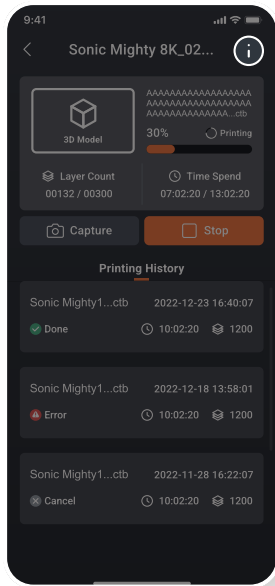 9:41
Sonic Mighty 8K_02...
AAAAAAAAAAAAAAAAAA
AAAAAAAAAAAAAAAAAA
AAAAAAAAAAAAAA...ctb
3D Model
30%
Printing
Layer Count
Time Spend
00132 / 00300
07:02:20 / 13:02:20
Capture
Stop
Printing History
Sonic Mighty1...ctb 2022-12-23 16:40:07
Done 10:02:20 1200
Sonic Mighty1...ctb 2022-12-18 13:58:01
Error 10:02:20 1200
Sonic Mighty1...ctb 2022-11-28 16:22:07
Cancel 10:02:20 1200